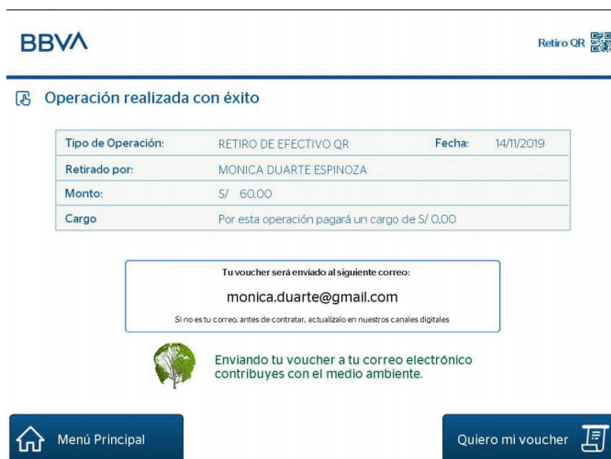 BBVA
Retiro QR
Operación realizada con éxito
Tipo de Operación: RETIRO DE EFECTIVO QR Fecha: 14/11/2019
Retirado por: MONICA DUARTE ESPINOZA
Monto: S/ 60.00
Cargo Por esta operación pagará un cargo de S/ 0.00
Tu voucher será enviado al siguiente correo:
monica.duarte@gmail.com
Si no es tu correo, antes de contratar, actualízalo en nuestros canales digitales
Enviando tu voucher a tu correo electrónico
contribuyes con el medio ambiente.
Menú Principal
Quiero mi voucher